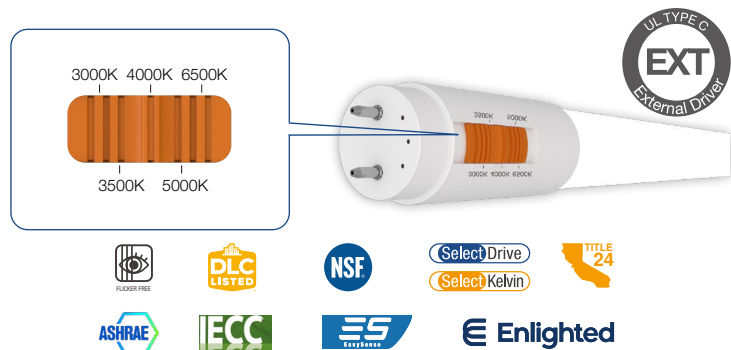 3000K 4000K 6500K
3500K 5000K
3500K 5000K
3000K 4000K 6500K
UL TYPE C
EXT
External Driver
FLICKER FREE
DLC
LISTED
NSF
Select Drive
Select Kelvin
TITLE
24
ASHRAE
IECC
ES
EasySense
Enlighted